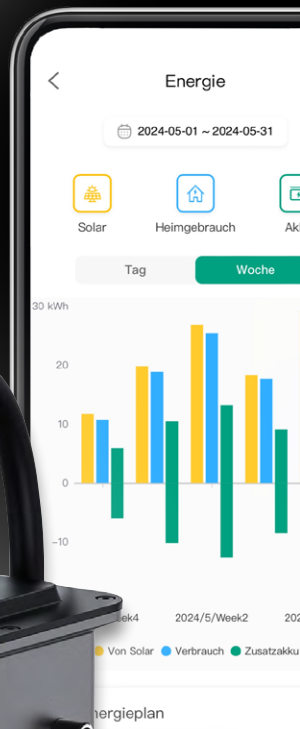 Energie
2024-05-01 ~ 2024-05-31
Solar
Heimgebrauch
Tag
Woche
30 kWh
20
10
0
-10
2024/5/Week2
Von Solar
Verbrauch
Zusatzakku